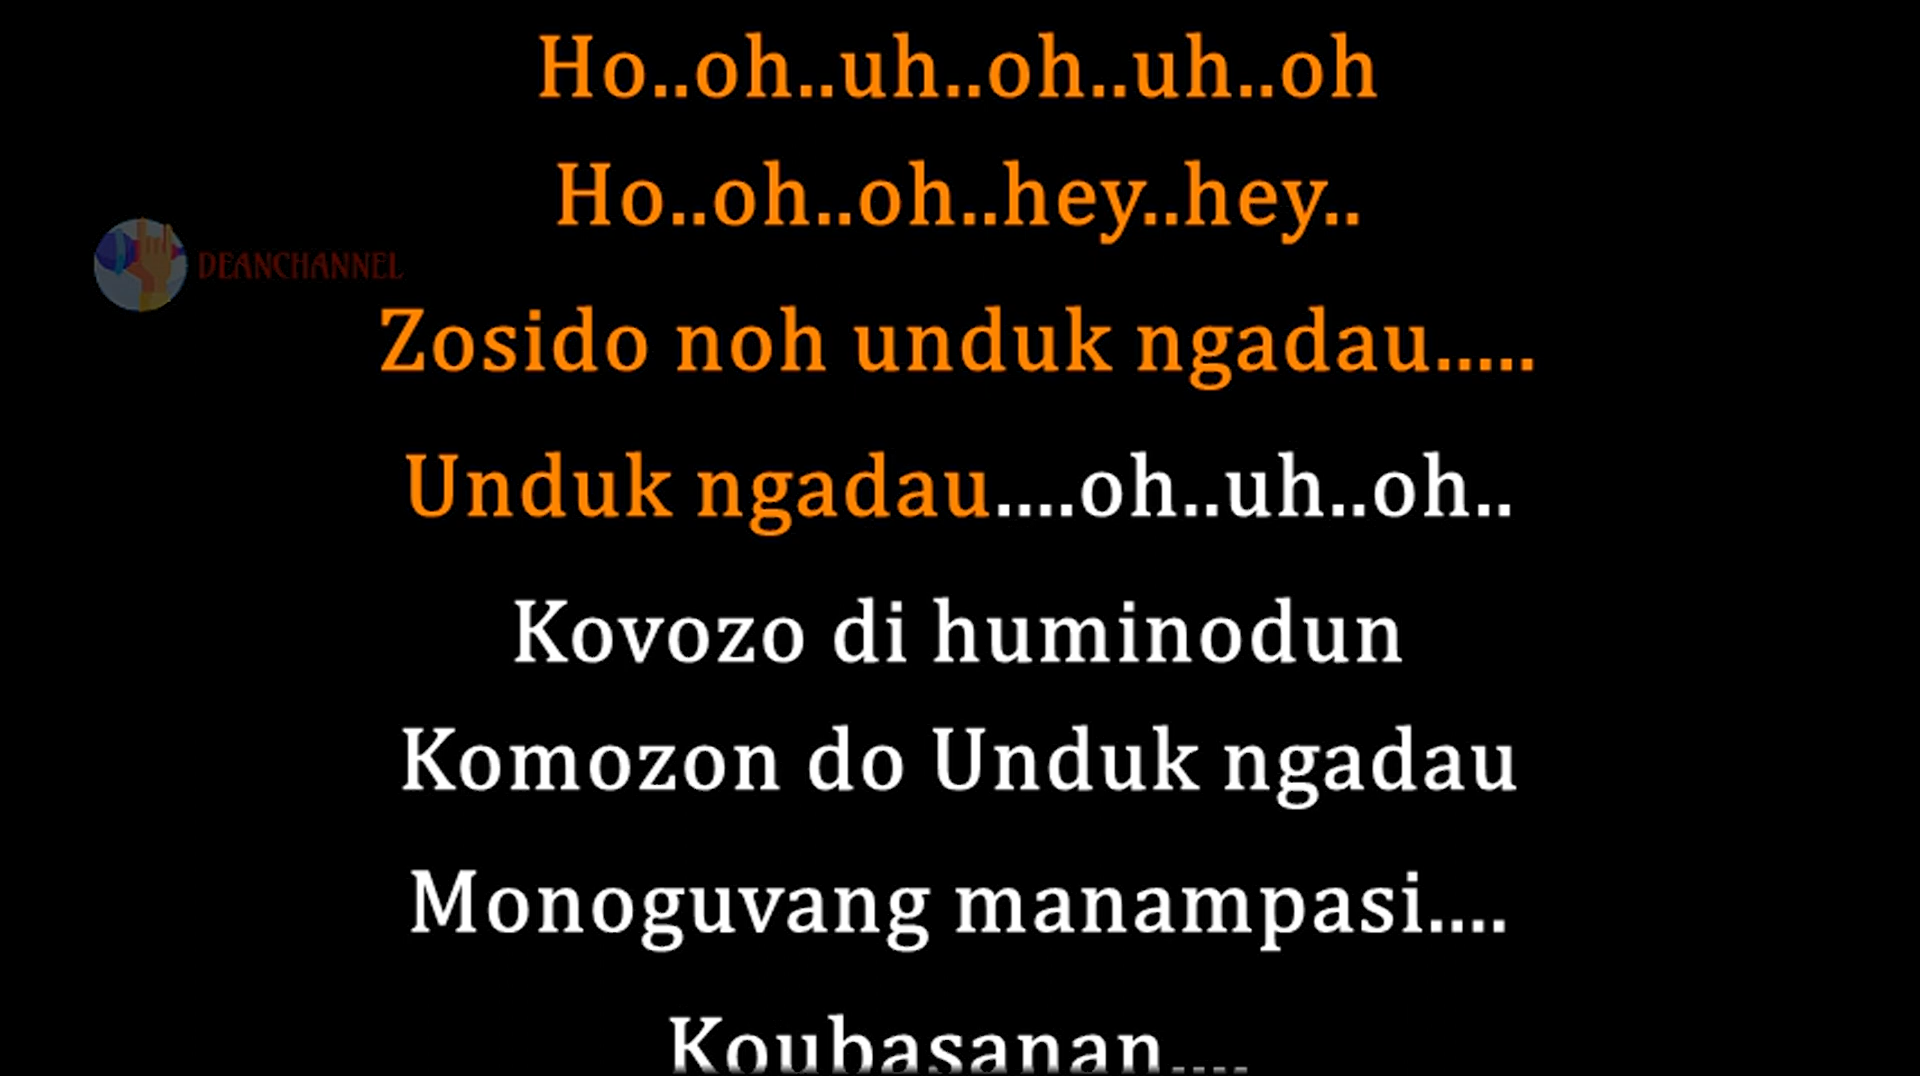 Ho..oh..uh..oh..uh..oh
Ho..oh..oh..hey..hey..
DEANCHANNEL
Zosido noh unduk ngadau.....
Unduk ngadau....oh..uh..oh..
Kovozo di huminodun
Komozon do Unduk ngadau
Monoguvang manampasi....
Koubasanan....